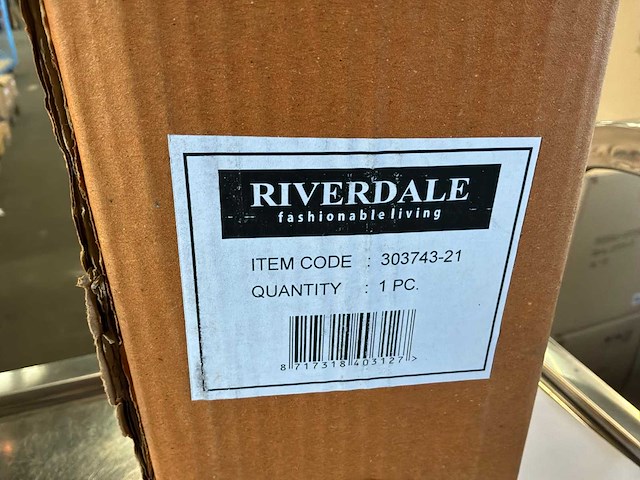 RIVERDALE
fashionable living
ITEM CODE : 303743-21
QUANTITY : 1 PC.
8 717318 403127 >